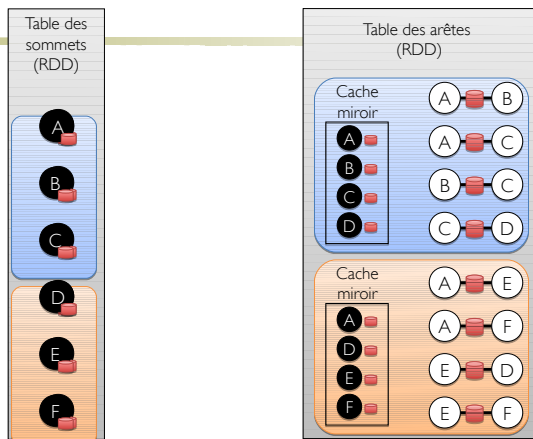 Table des
sommets
(RDD)
A
B
C
D
E
F
Table des arêtes
(RDD)
Cache
miroir
A
B
C
D
A B
A C
B C
C D
Cache
miroir
A
D
E
F
A E
A F
E D
E F